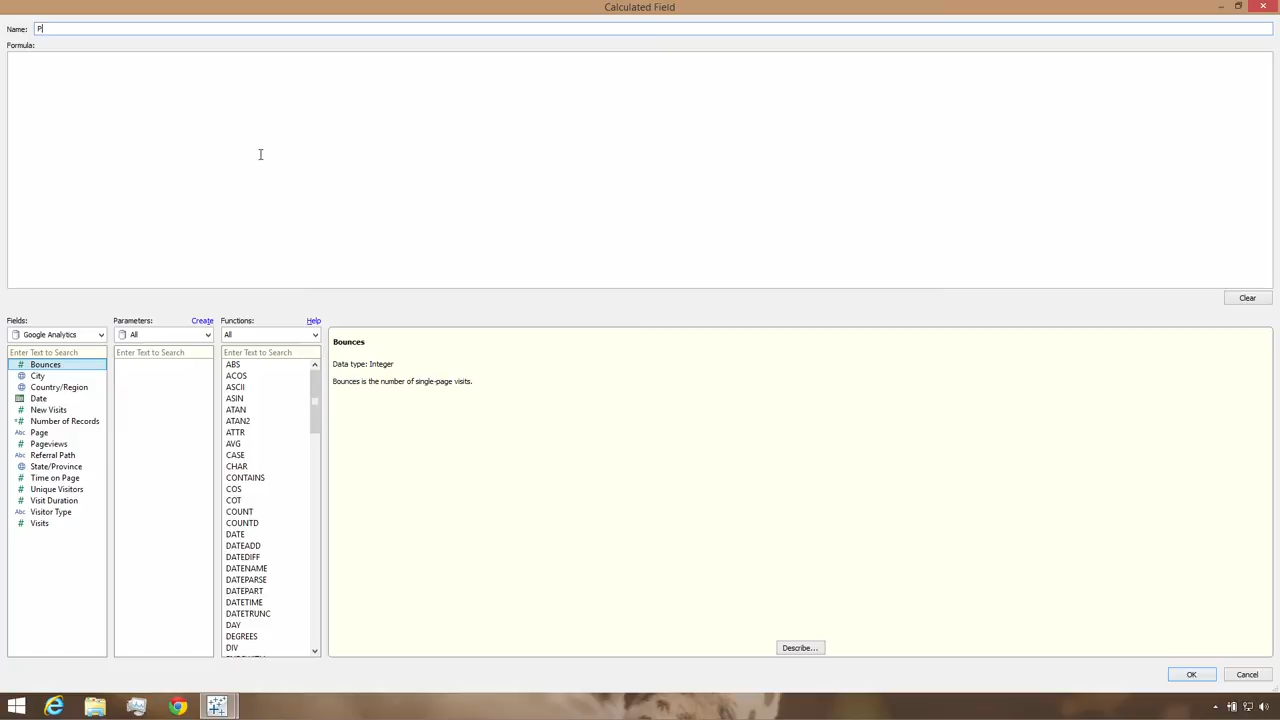 Calculated Field
Name: P
Formula:
Clear
Fields: Parameters: Create Functions: Help
Google Analytics All All
Enter Text to Search Enter Text to Search Enter Text to Search
# Bounces
City
Country/Region
Date
# New Visits
# Number of Records
Abc Page
# Pageviews
Abc Referral Path
State/Province
# Time on Page
# Unique Visitors
# Visit Duration
Abc Visitor Type
# Visits
ABS
ACOS
ASCII
ASIN
ATAN
ATAN2
ATTR
AVG
CASE
CHAR
CONTAINS
COS
COT
COUNT
COUNTD
DATE
DATEADD
DATEDIFF
DATENAME
DATEPARSE
DATEPART
DATETIME
DATETRUNC
DAY
DEGREES
DIV
Bounces
Data type: Integer
Bounces is the number of single-page visits.
Describe...
OK Cancel